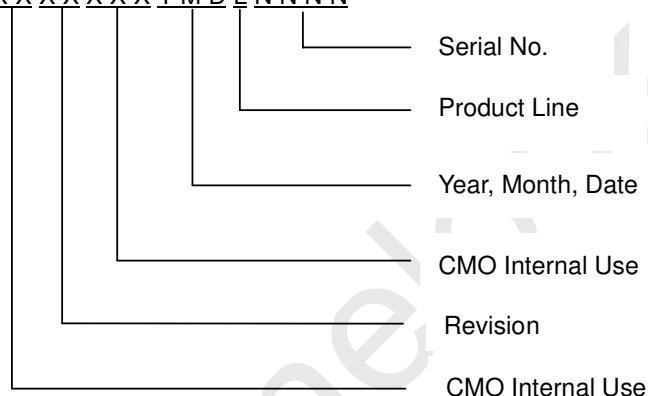 X X X X X X X Y M D L N N N N
Serial No.
Product Line
Year, Month, Date
CMO Internal Use
Revision
CMO Internal Use